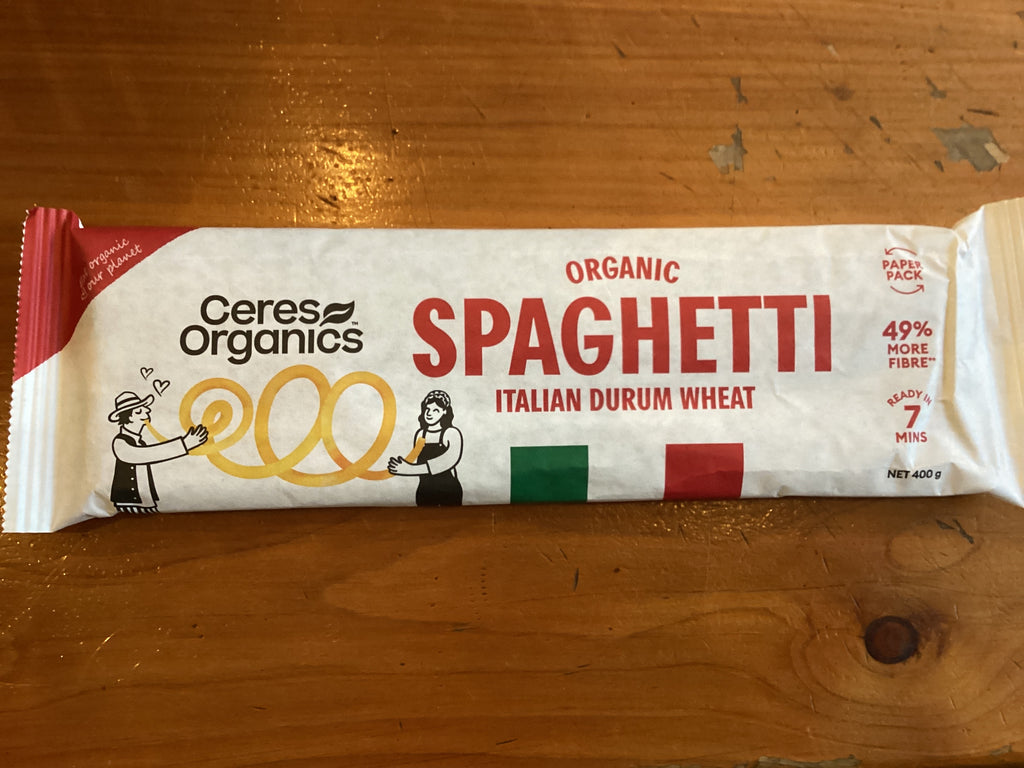 organic
our planet
Ceres
Organics™
ORGANIC
SPAGHETTI
ITALIAN DURUM WHEAT
PAPER
PACK
49%
MORE
FIBRE**
READY IN
7
MINS
NET 400 g